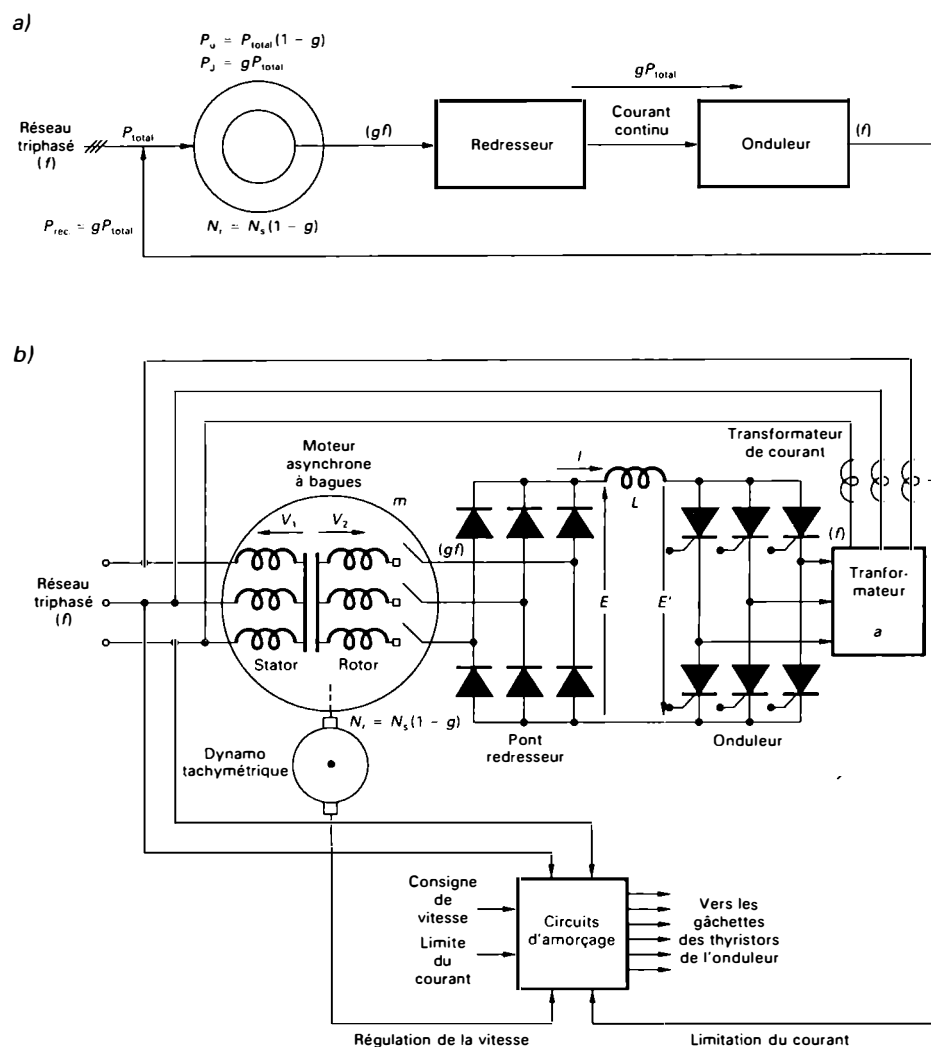 a)
P_u = P_total (1 - g)
P_J = gP_total
Réseau
triphasé
(f)
P_total
(gf)
Redresseur
gP_total
Courant
continu
Onduleur
(f)
P_rec. = gP_total
N_r = N_s (1 - g)
b)
Moteur
asynchrone
à bagues
m
V_1
V_2
(gf)
Réseau
triphasé
(f)
Stator
Rotor
N_r = N_s (1 - g)
Dynamo
tachymétrique
I
L
E
E'
Pont
redresseur
Onduleur
Transformateur
de courant
(f)
Tranfor-
mateur
a
Consigne
de
vitesse
Limite
du
courant
Circuits
d'amorçage
Vers les
gâchettes
des thyristors
de l'onduleur
Régulation de la vitesse
Limitation du courant